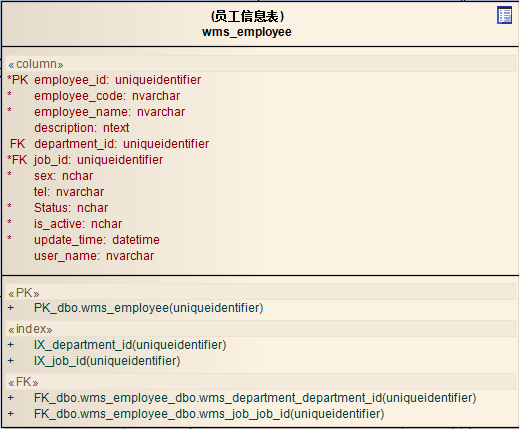 (员工信息表)
wms_employee
«column»
*PK employee_id: uniqueidentifier
* employee_code: nvarchar
* employee_name: nvarchar
description: ntext
FK department_id: uniqueidentifier
*FK job_id: uniqueidentifier
* sex: nchar
tel: nvarchar
* Status: nchar
* is_active: nchar
* update_time: datetime
user_name: nvarchar
«PK»
+ PK_dbo.wms_employee(uniqueidentifier)
«index»
+ IX_department_id(uniqueidentifier)
+ IX_job_id(uniqueidentifier)
«FK»
+ FK_dbo.wms_employee_dbo.wms_department_department_id(uniqueidentifier)
+ FK_dbo.wms_employee_dbo.wms_job_job_id(uniqueidentifier)